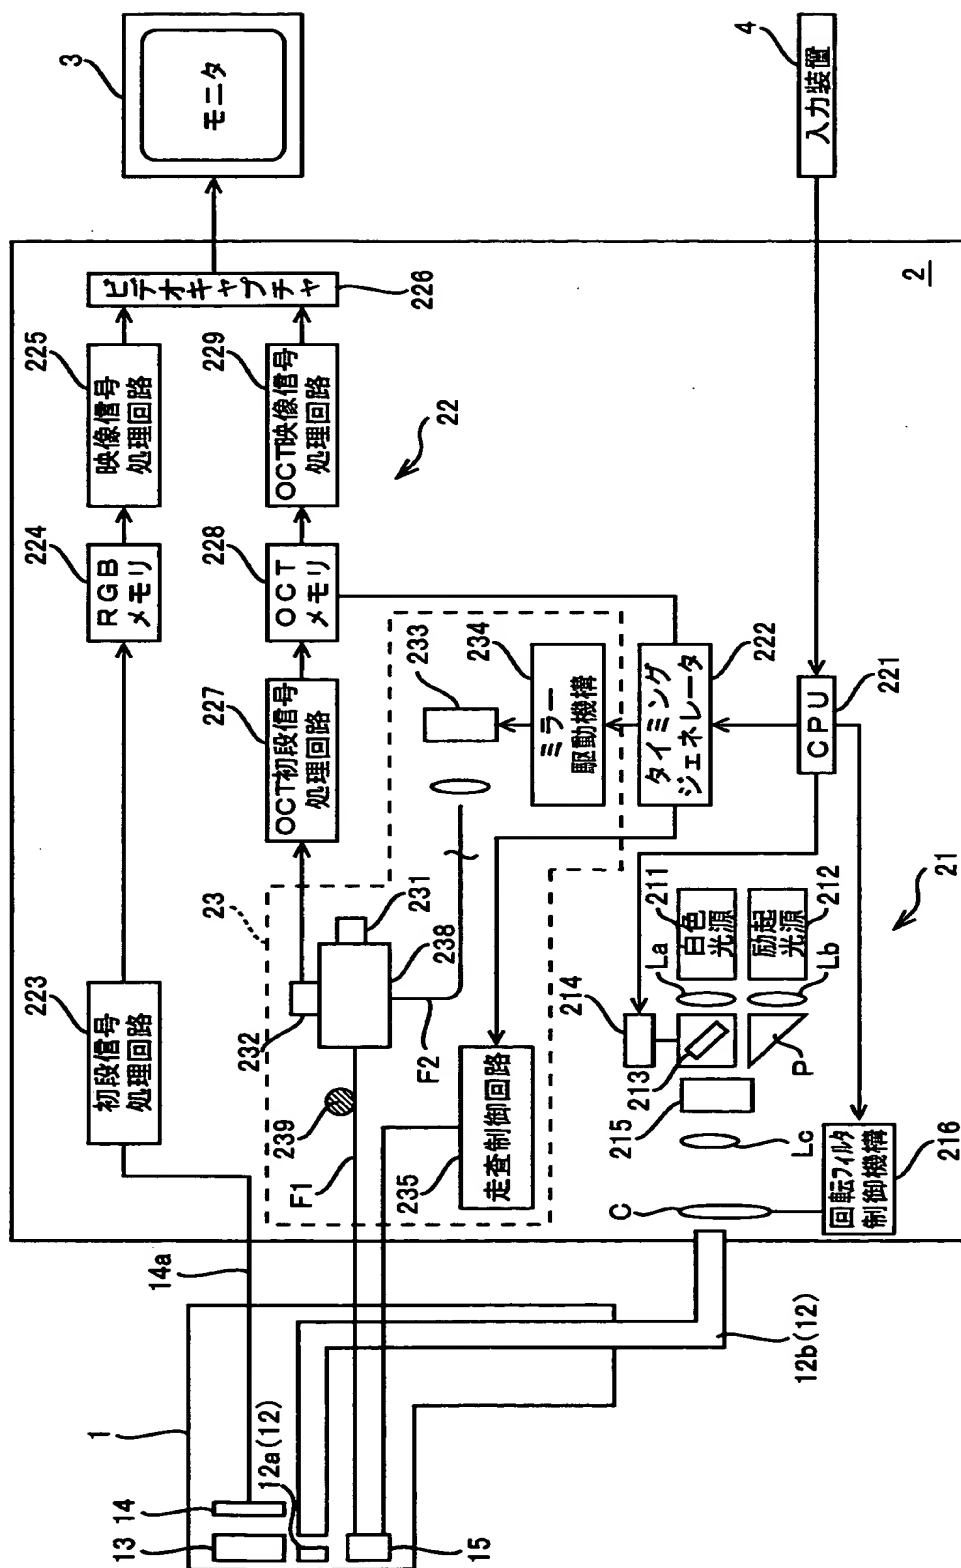 3
モニタ
4
入力装置
2
ビデオキャプチャ
226
225
映像信号
処理回路
229
OCT映像信号
処理回路
22
224
RGB
メモリ
228
OCT
メモリ
227
OCT初段信号
処理回路
233
234
ミラー
駆動機構
222
タイミング
ジェネレータ
221
CPU
223
初段信号
処理回路
23
231
238
232
F2
239
F1
235
走査制御回路
21
211
白色
光源
212
励起
光源
La
Lb
214
213
P
215
Lc
C
回転フィルタ
制御機構
216
14a
1
12a(12)
12b(12)
14
13
15